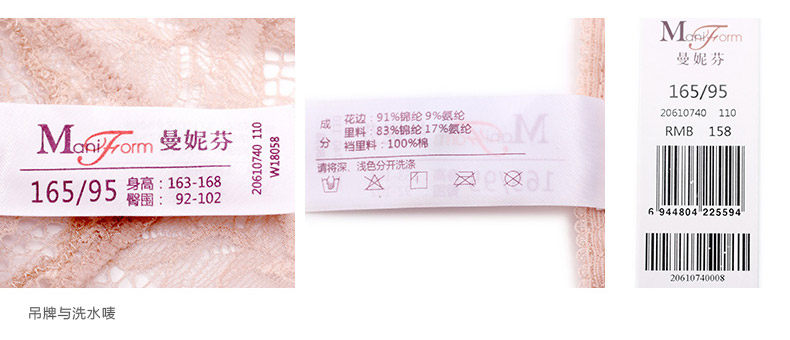 ManiForm 曼妮芬
165/95 身高：163-168
臀围： 92-102
20610740 110
W18058
成分 花边：91%锦纶 9%氨纶
里料：83%锦纶 17%氨纶
裆里料：100%棉
请将深、浅色分开洗涤
ManiForm
曼妮芬
165/95
20610740 110
RMB 158
6 944804 225594
20610740008
吊牌与洗水唛